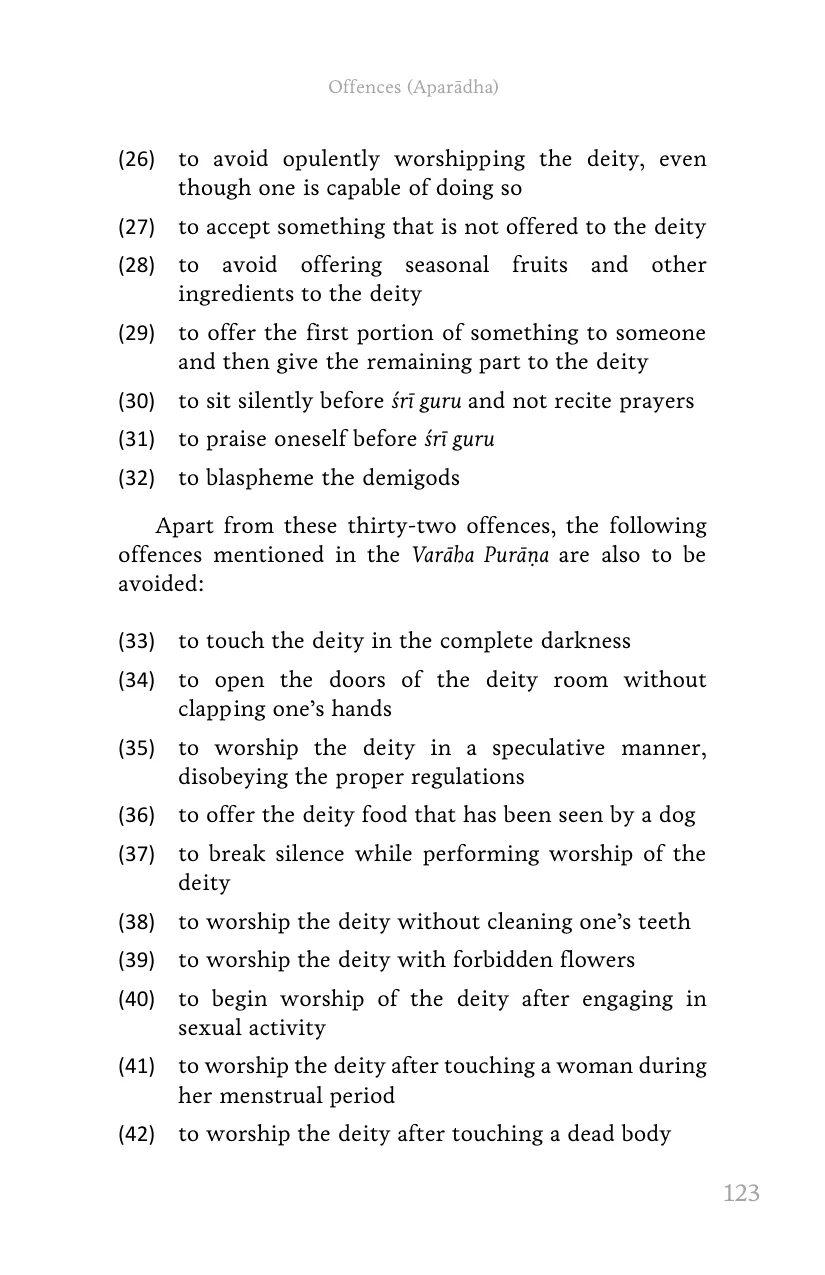 Offences (Aparādha)
(26) to avoid opulently worshipping the deity, even
though one is capable of doing so
(27) to accept something that is not offered to the deity
(28) to avoid offering seasonal fruits and other
ingredients to the deity
(29) to offer the first portion of something to someone
and then give the remaining part to the deity
(30) to sit silently before śrī guru and not recite prayers
(31) to praise oneself before śrī guru
(32) to blaspheme the demigods
Apart from these thirty-two offences, the following
offences mentioned in the Varāha Purāṇa are also to be
avoided:
(33) to touch the deity in the complete darkness
(34) to open the doors of the deity room without
clapping one’s hands
(35) to worship the deity in a speculative manner,
disobeying the proper regulations
(36) to offer the deity food that has been seen by a dog
(37) to break silence while performing worship of the
deity
(38) to worship the deity without cleaning one’s teeth
(39) to worship the deity with forbidden flowers
(40) to begin worship of the deity after engaging in
sexual activity
(41) to worship the deity after touching a woman during
her menstrual period
(42) to worship the deity after touching a dead body
123